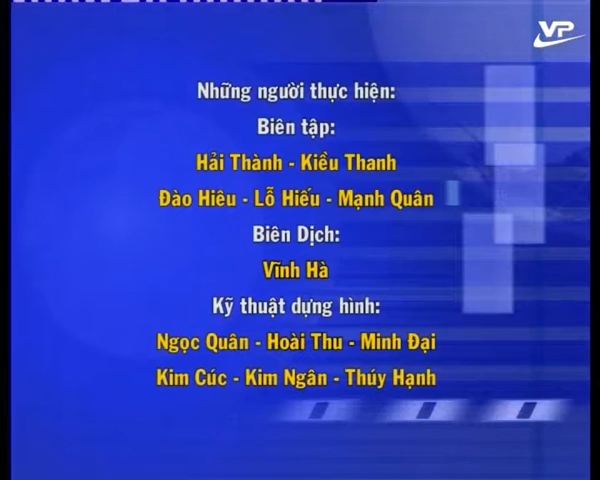 VP
Những người thực hiện:
Biên tập:
Hải Thành - Kiều Thanh
Đào Hiêu - Lỗ Hiếu - Mạnh Quân
Biên Dịch:
Vĩnh Hà
Kỹ thuật dựng hình:
Ngọc Quân - Hoài Thu - Minh Đại
Kim Cúc - Kim Ngân - Thúy Hạnh